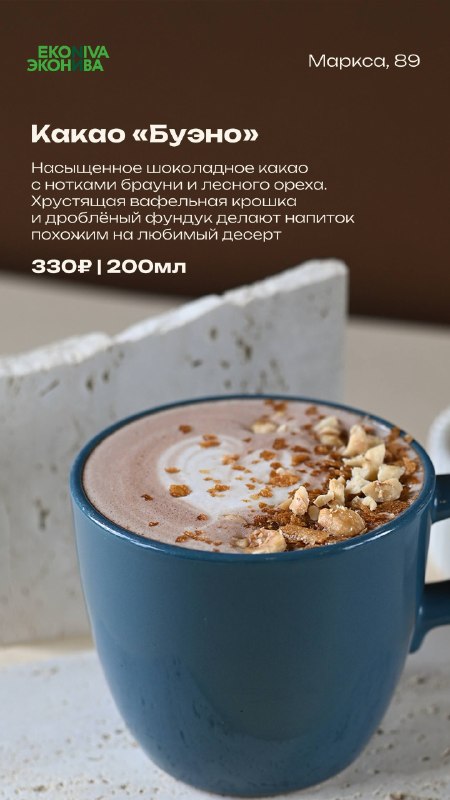 EKONIVA
ЭКОНИВА
Маркса, 89
Какао «Буэно»
Насыщенное шоколадное какао
с нотками брауни и лесного ореха.
Хрустящая вафельная крошка
и дроблёный фундук делают напиток
похожим на любимый десерт
330₽ | 200мл